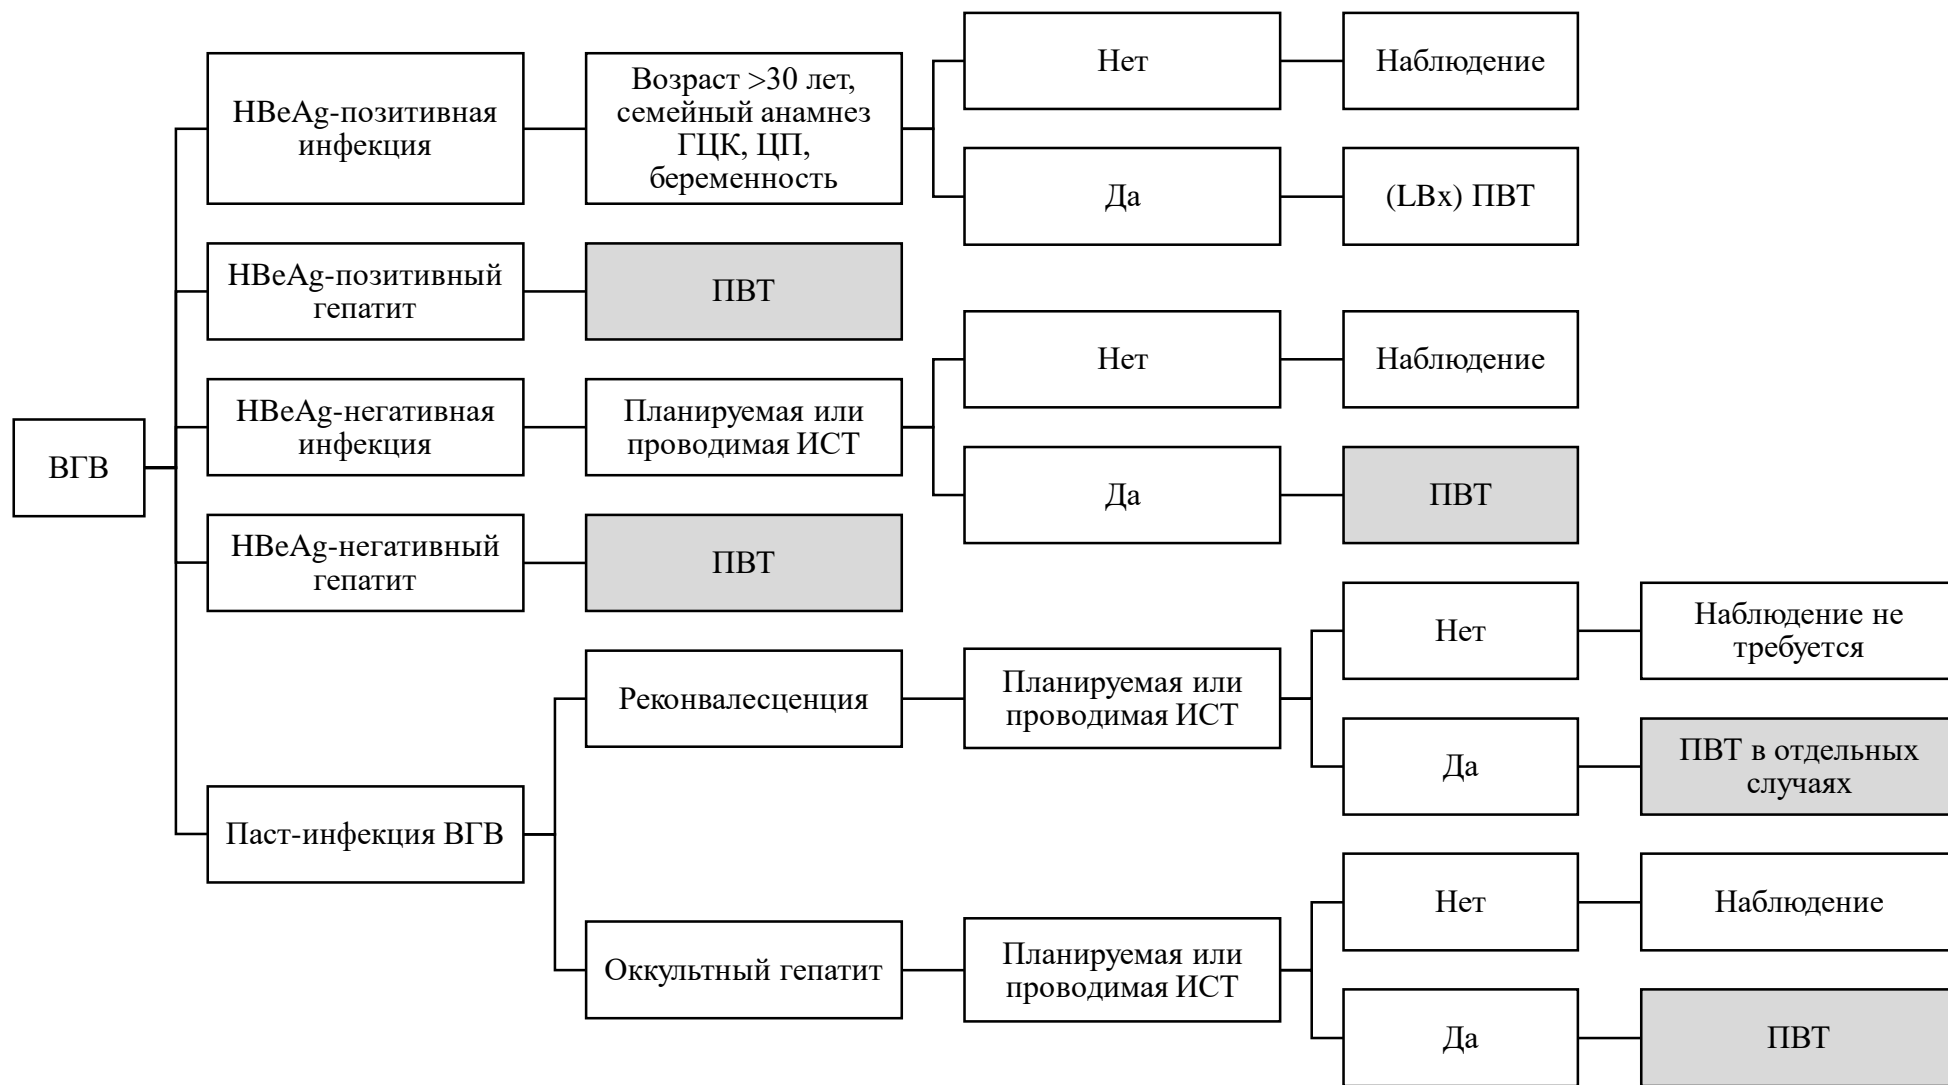 HBeAg-позитивная
инфекция
Возраст >30 лет,
семейный анамнез
ГЦК, ЦП,
беременность
Нет
Наблюдение
Да
(LBx) ПВТ
HBeAg-позитивный
гепатит
ПВТ
ВГВ
HBeAg-негативная
инфекция
Планируемая или
проводимая ИСТ
Нет
Наблюдение
Да
ПВТ
HBeAg-негативный
гепатит
ПВТ
Паст-инфекция ВГВ
Реконвалесценция
Планируемая или
проводимая ИСТ
Нет
Наблюдение не
требуется
Да
ПВТ в отдельных
случаях
Оккультный гепатит
Планируемая или
проводимая ИСТ
Нет
Наблюдение
Да
ПВТ